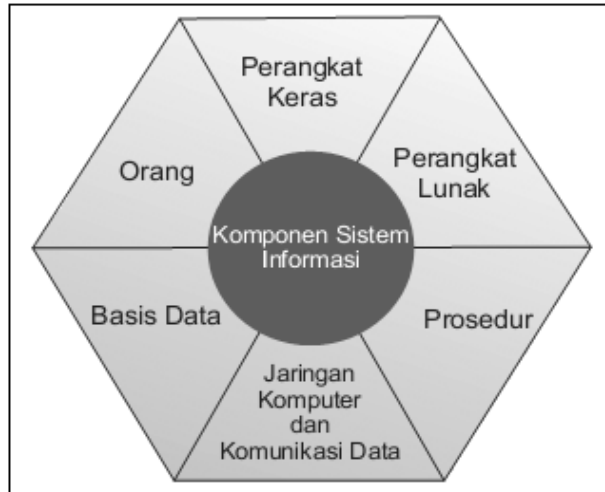 Perangkat
Keras
Perangkat
Lunak
Orang
Komponen Sistem
Informasi
Basis Data
Prosedur
Jaringan
Komputer
dan
Komunikasi Data